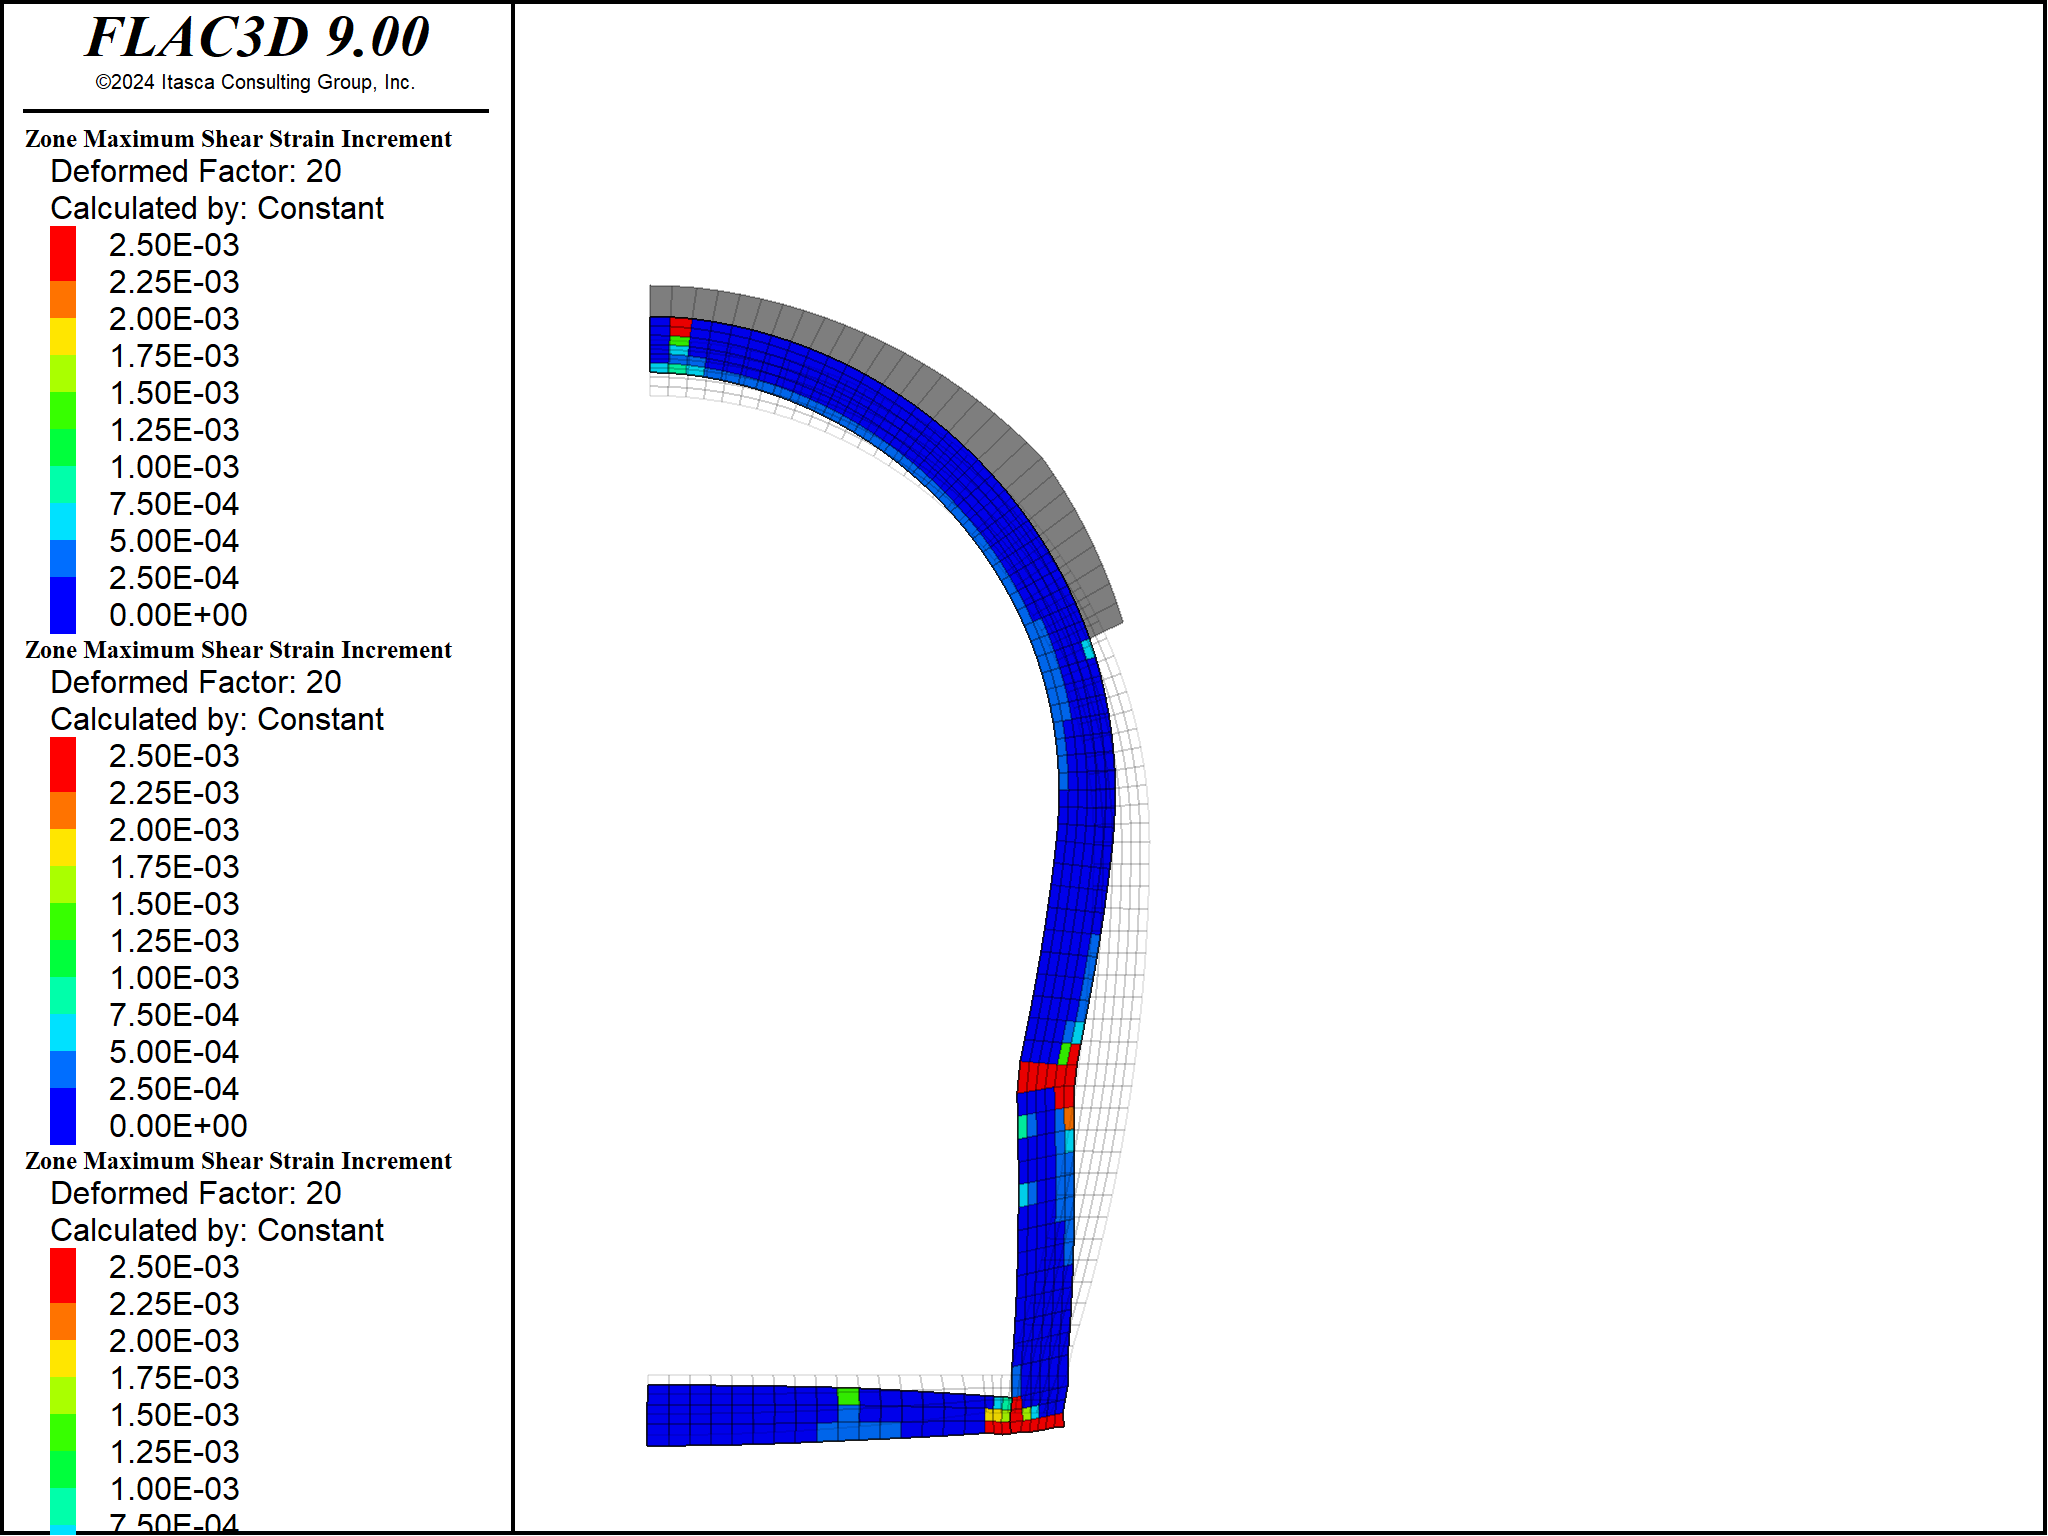 FLAC3D 9.00
©2024 Itasca Consulting Group, Inc.
Zone Maximum Shear Strain Increment
Deformed Factor: 20
Calculated by: Constant
2.50E-03
2.25E-03
2.00E-03
1.75E-03
1.50E-03
1.25E-03
1.00E-03
7.50E-04
5.00E-04
2.50E-04
0.00E+00
Zone Maximum Shear Strain Increment
Deformed Factor: 20
Calculated by: Constant
2.50E-03
2.25E-03
2.00E-03
1.75E-03
1.50E-03
1.25E-03
1.00E-03
7.50E-04
5.00E-04
2.50E-04
0.00E+00
Zone Maximum Shear Strain Increment
Deformed Factor: 20
Calculated by: Constant
2.50E-03
2.25E-03
2.00E-03
1.75E-03
1.50E-03
1.25E-03
1.00E-03
7.50E-04